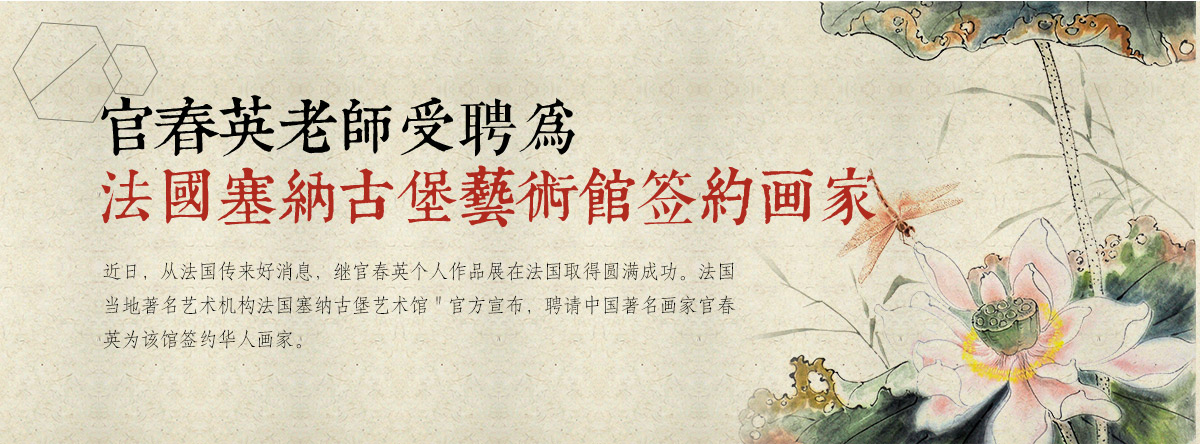 官春英老師受聘為
法國塞納古堡藝術館签約画家
近日，从法国传来好消息，继官春英个人作品展在法国取得圆满成功。法国
当地著名艺术机构法国塞纳古堡艺术馆＂官方宣布，聘请中国著名画家官春
英为该馆签约华人画家。